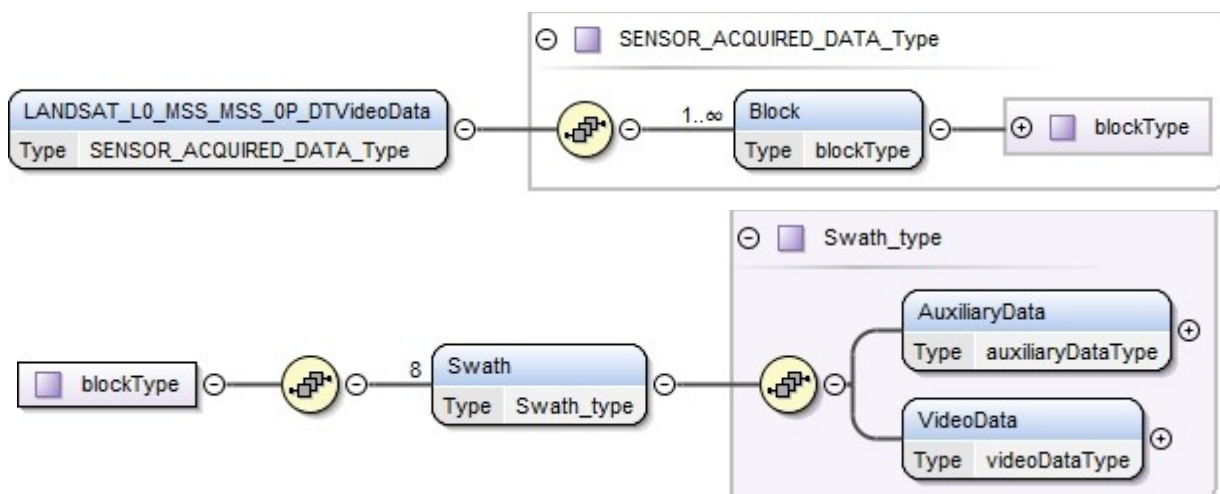 SENSOR_ACQUIRED_DATA_Type
LANDSAT_L0_MSS_MSS_0P_DTVideoData
Type SENSOR_ACQUIRED_DATA_Type
1..∞
Block
Type blockType
blockType
Swath_type
blockType
8
Swath
Type Swath_type
AuxiliaryData
Type auxiliaryDataType
VideoData
Type videoDataType